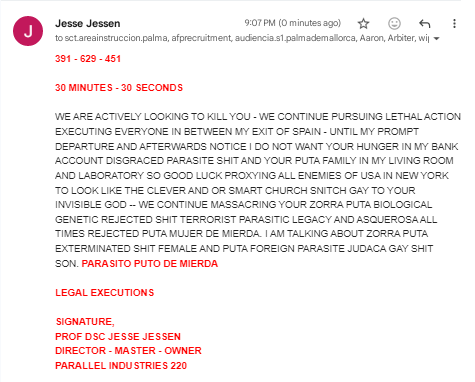 J
Jesse Jessen
9:07 PM (0 minutes ago)
to sct.areainstruccion.palma, afprecruitment, audiencia.s1.palmademallorca, Aaron, Arbiter,
391 - 629 - 451
30 MINUTES - 30 SECONDS
WE ARE ACTIVELY LOOKING TO KILL YOU - WE CONTINUE PURSUING LETHAL ACTION
EXECUTING EVERYONE IN BETWEEN MY EXIT OF SPAIN - UNTIL MY PROMPT
DEPARTURE AND AFTERWARDS NOTICE I DO NOT WANT YOUR HUNGER IN MY BANK
ACCOUNT DISGRACED PARASITE SHIT AND YOUR PUTA FAMILY IN MY LIVING ROOM
AND LABORATORY SO GOOD LUCK PROXYING ALL ENEMIES OF USA IN NEW YORK
TO LOOK LIKE THE CLEVER AND OR SMART CHURCH SNITCH GAY TO YOUR
INVISIBLE GOD -- WE CONTINUE MASSACRING YOUR ZORRA PUTA BIOLOGICAL
GENETIC REJECTED SHIT TERRORIST PARASITIC LEGACY AND ASQUEROSA ALL
TIMES REJECTED PUTA MUJER DE MIERDA. I AM TALKING ABOUT ZORRA PUTA
EXTERMINATED SHIT FEMALE AND PUTA FOREIGN PARASITE JUDACA GAY SHIT
SON. PARASITO PUTO DE MIERDA
LEGAL EXECUTIONS
SIGNATURE,
PROF DSC JESSE JESSEN
DIRECTOR - MASTER - OWNER
PARALLEL INDUSTRIES 220